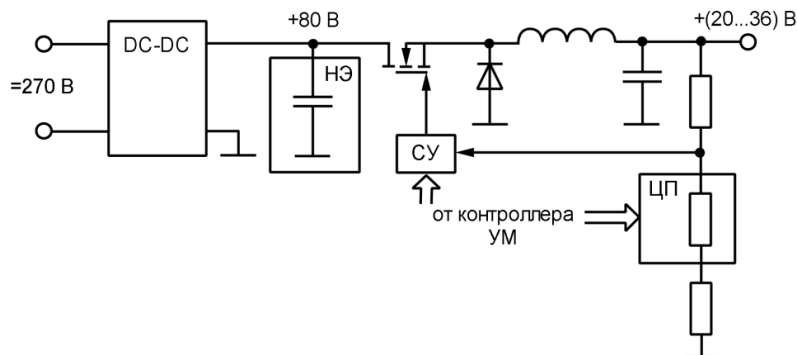 +80 В
+(20...36) В
DC-DC
НЭ
=270 В
СУ
ЦП
от контроллера
УМ